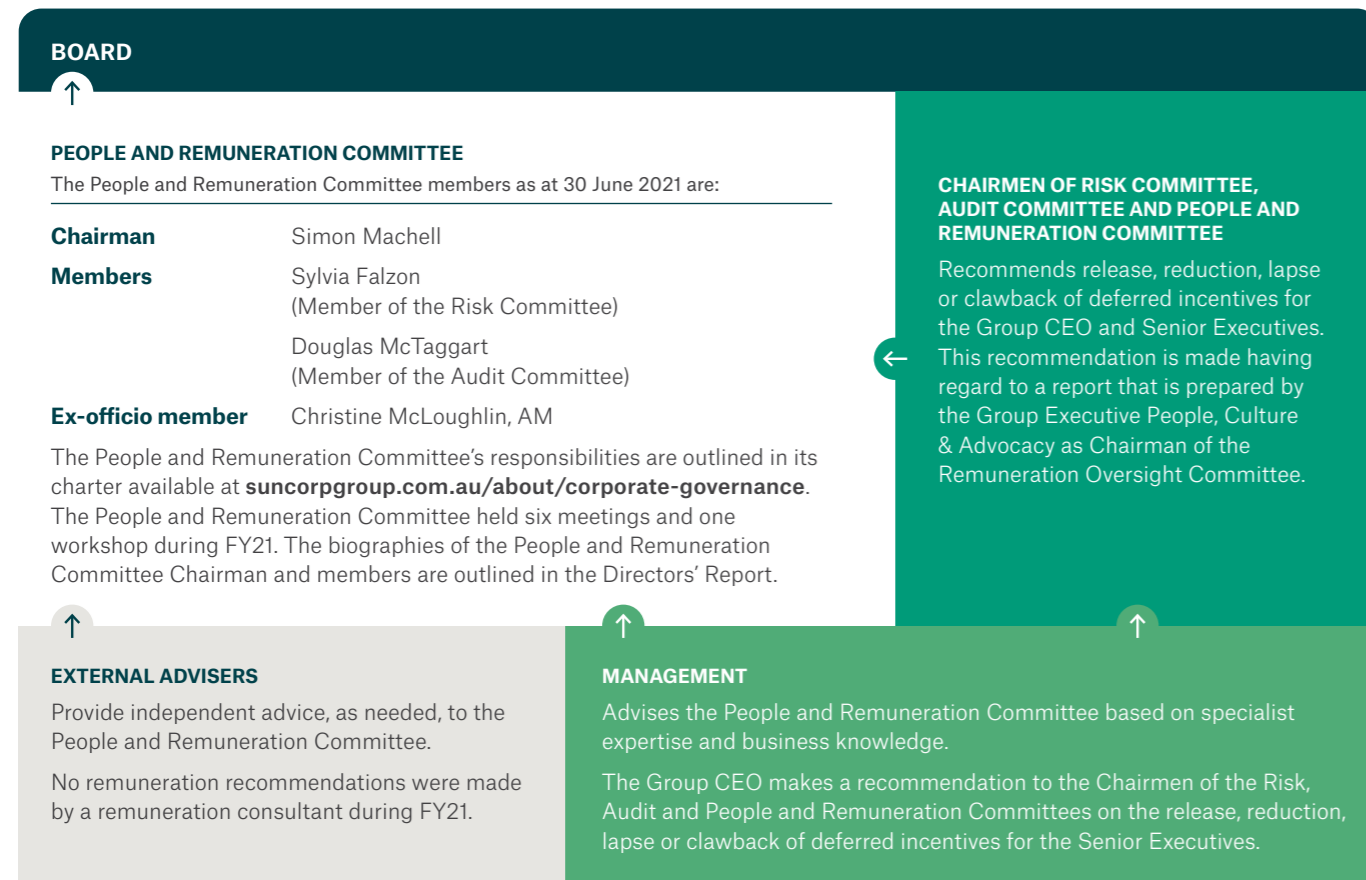 BOARD
↑
PEOPLE AND REMUNERATION COMMITTEE
The People and Remuneration Committee members as at 30 June 2021 are:
Chairman Simon Machell
Members Sylvia Falzon
(Member of the Risk Committee)
Douglas McTaggart
(Member of the Audit Committee)
Ex-officio member Christine McLoughlin, AM
The People and Remuneration Committee’s responsibilities are outlined in its
charter available at suncorpgroup.com.au/about/corporate-governance.
The People and Remuneration Committee held six meetings and one
workshop during FY21. The biographies of the People and Remuneration
Committee Chairman and members are outlined in the Directors’ Report.
←
CHAIRMEN OF RISK COMMITTEE,
AUDIT COMMITTEE AND PEOPLE AND
REMUNERATION COMMITTEE
Recommends release, reduction, lapse
or clawback of deferred incentives for
the Group CEO and Senior Executives.
This recommendation is made having
regard to a report that is prepared by
the Group Executive People, Culture
& Advocacy as Chairman of the
Remuneration Oversight Committee.
↑
EXTERNAL ADVISERS
Provide independent advice, as needed, to the
People and Remuneration Committee.
No remuneration recommendations were made
by a remuneration consultant during FY21.
↑ ↑
MANAGEMENT
Advises the People and Remuneration Committee based on specialist
expertise and business knowledge.
The Group CEO makes a recommendation to the Chairmen of the Risk,
Audit and People and Remuneration Committees on the release, reduction,
lapse or clawback of deferred incentives for the Senior Executives.